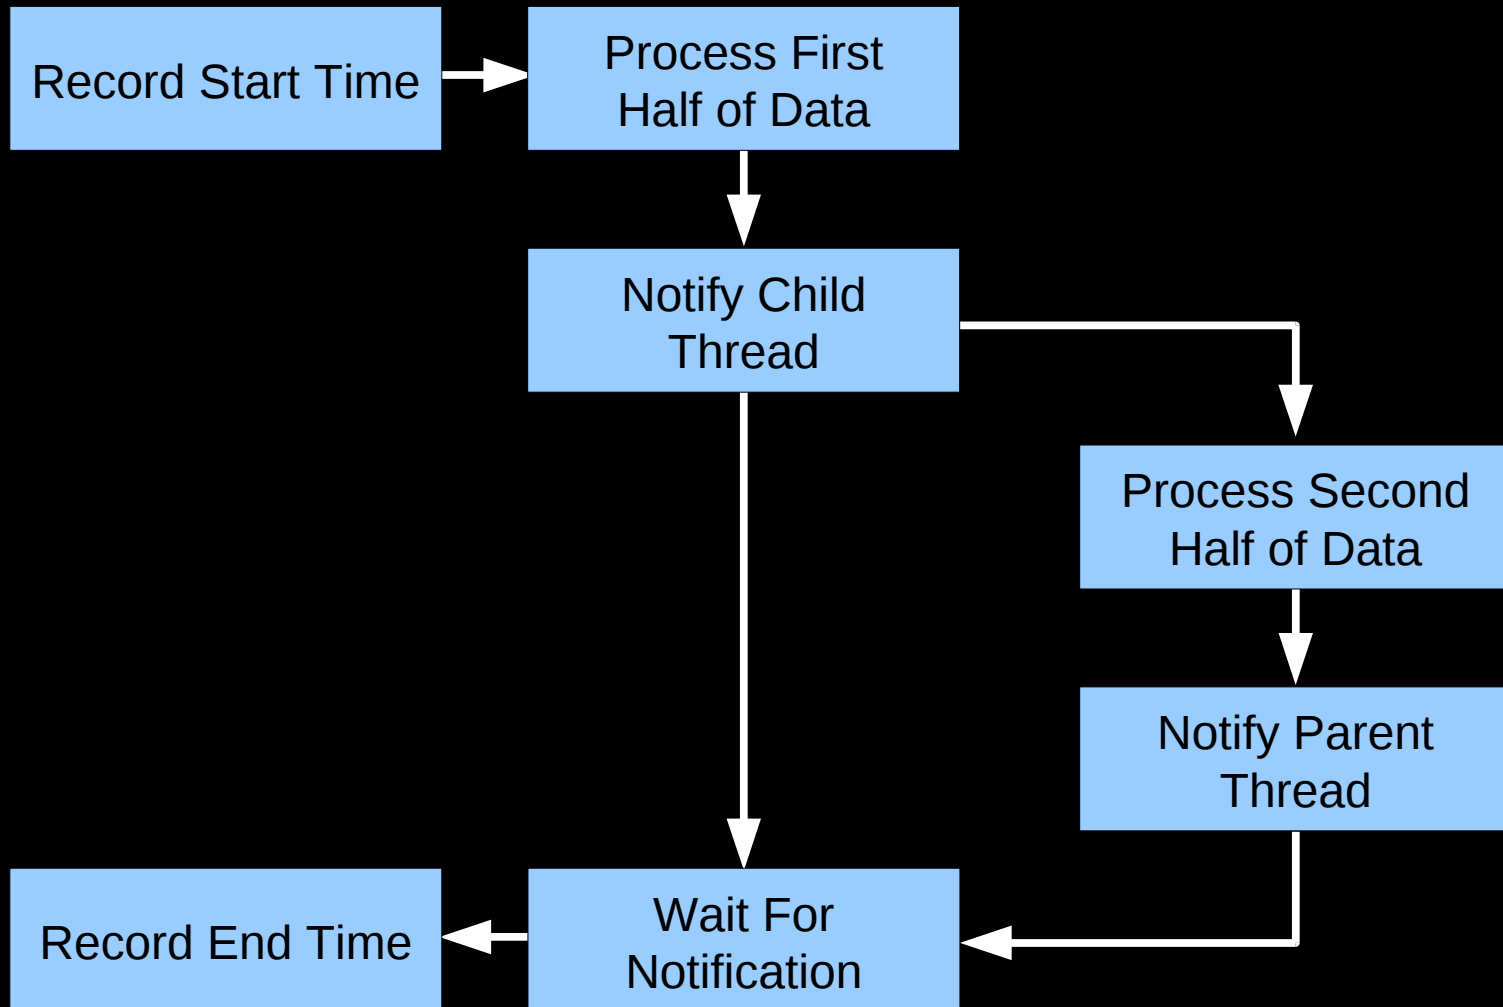 Record Start Time
Process First
Half of Data
Notify Child
Thread
Process Second
Half of Data
Notify Parent
Thread
Wait For
Notification
Record End Time